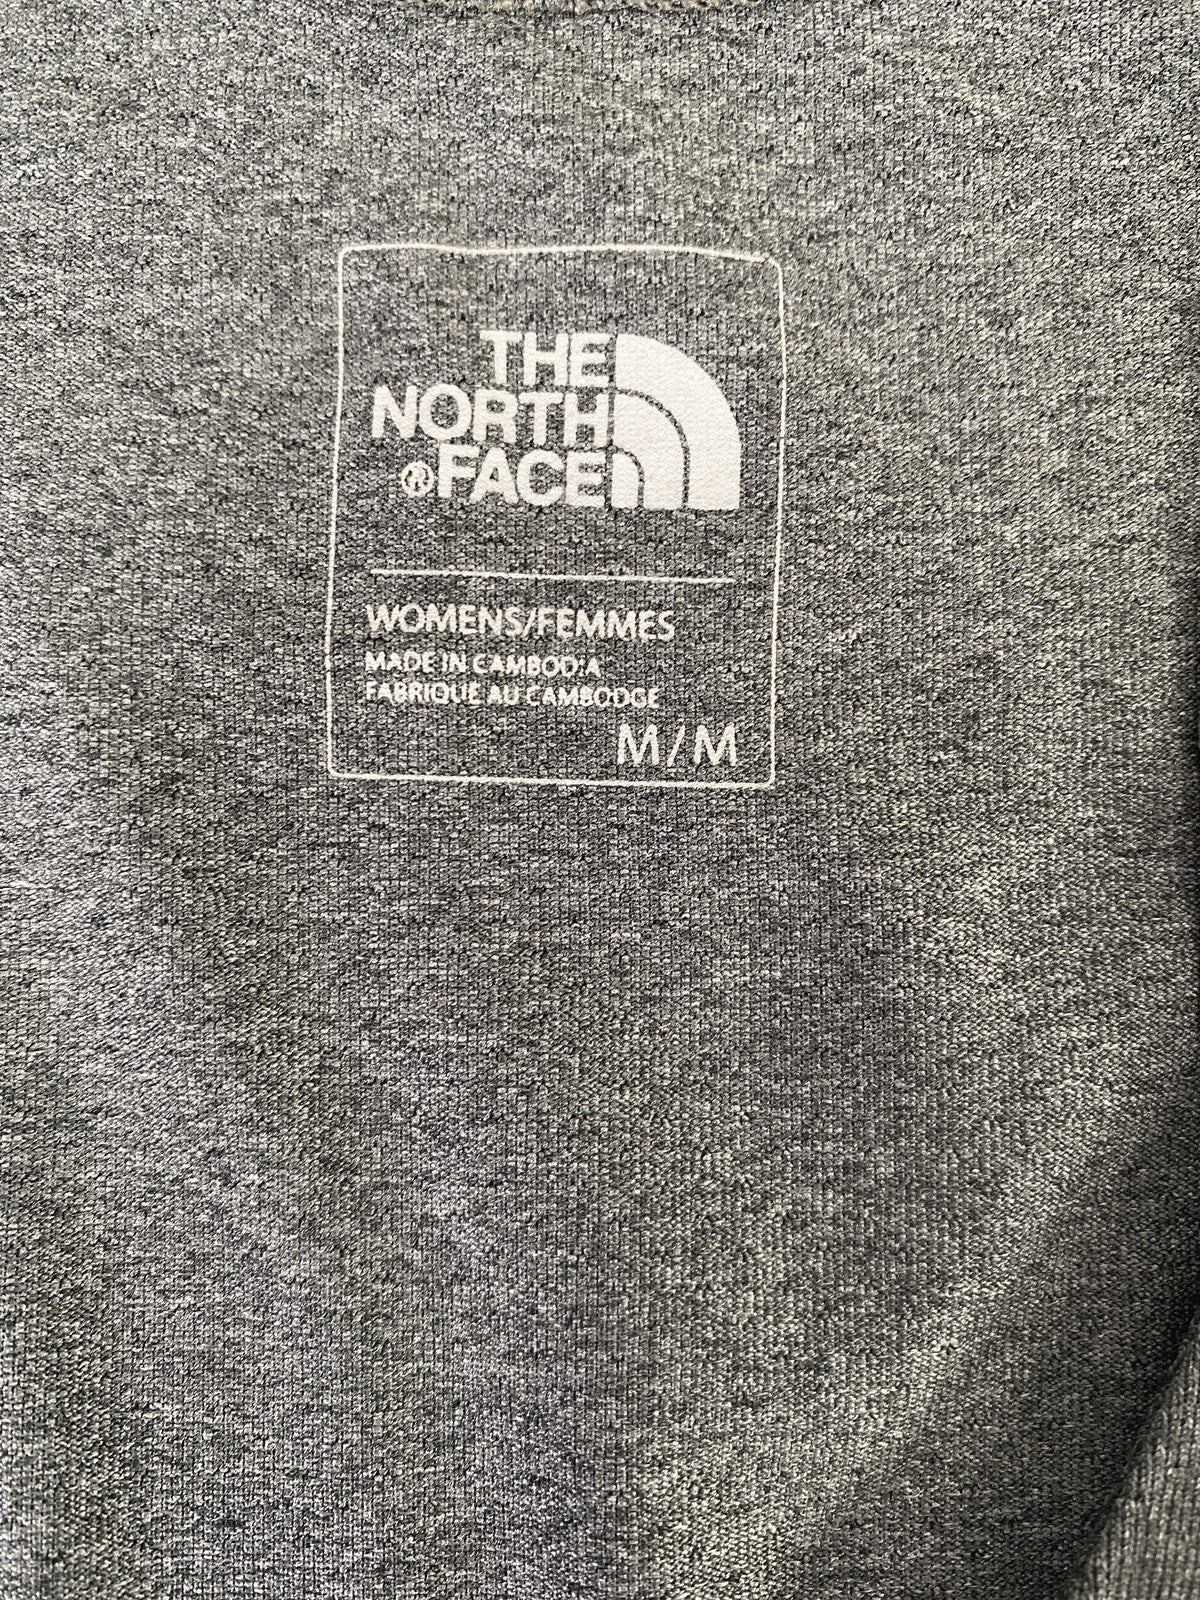 THE
NORTH
®FACE
WOMENS/FEMMES
MADE IN CAMBODIA
FABRIQUE AU CAMBODGE
M/M